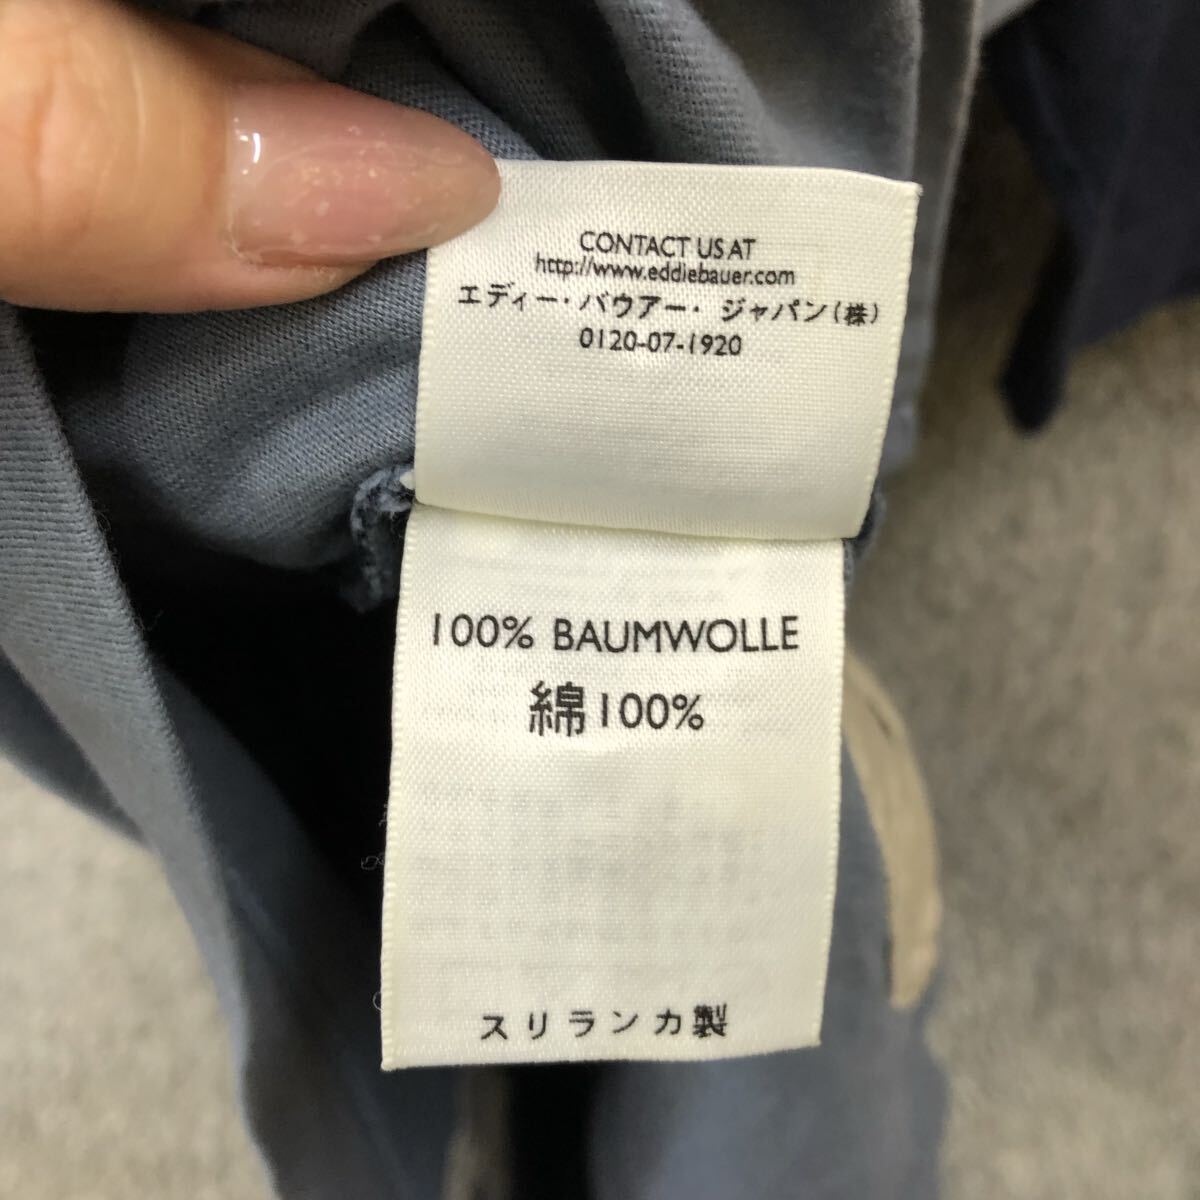 CONTACT US AT
http://www.eddiebauer.com
エディー・バウアー・ジャパン(株)
0120-07-1920
100% BAUMWOLLE
綿100%
スリランカ製